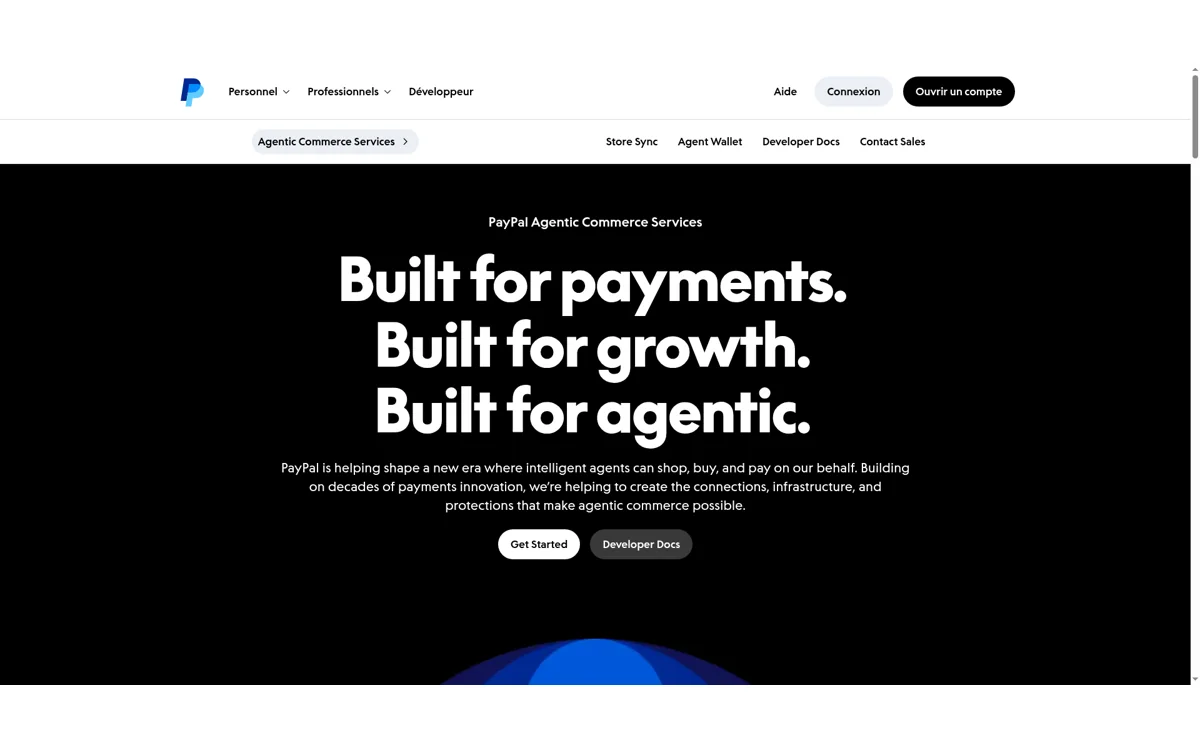 Personnel
Professionnels
Développeur
Aide
Connexion
Ouvrir un compte
Agentic Commerce Services
Store Sync
Agent Wallet
Developer Docs
Contact Sales
PayPal Agentic Commerce Services
Built for payments.
Built for growth.
Built for agentic.
PayPal is helping shape a new era where intelligent agents can shop, buy, and pay on our behalf. Building
on decades of payments innovation, we’re helping to create the connections, infrastructure, and
protections that make agentic commerce possible.
Get Started
Developer Docs